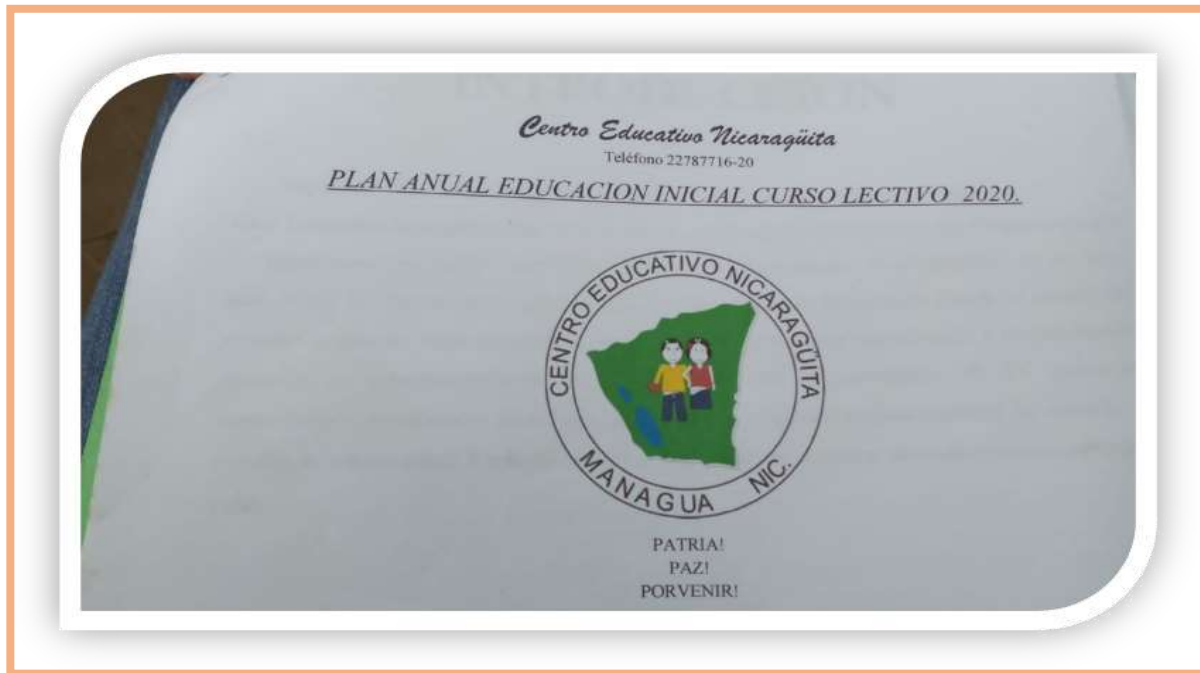 Centro Educativo Nicaragüita
Teléfono 22787716-20
PLAN ANUAL EDUCACION INICIAL CURSO LECTIVO 2020.
CENTRO EDUCATIVO NICARAGÜITA
MANAGUA NIC.
PATRIA!
PAZ!
PORVENIR!